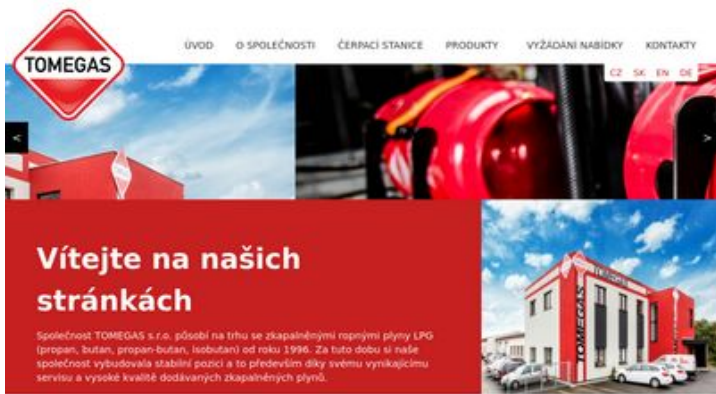 TOMEGAS
ÚVOD O SPOLEČNOSTI ČERPACÍ STANICE PRODUKTY VYŽÁDÁNÍ NABÍDKY KONTAKTY
CZ SK EN DE
< >
Vítejte na našich
stránkách
Společnost TOMEGAS s.r.o. působí na trhu se zkapalněnými ropnými plyny LPG
(propan, butan, propan-butan, isobutan) od roku 1996. Za tuto dobu si naše
společnost vybudovala stabilní pozici a to především díky svému vynikajícímu
servisu a vysoké kvalitě dodávaných zkapalněných plynů.
TOMEGAS
TOMEGAS